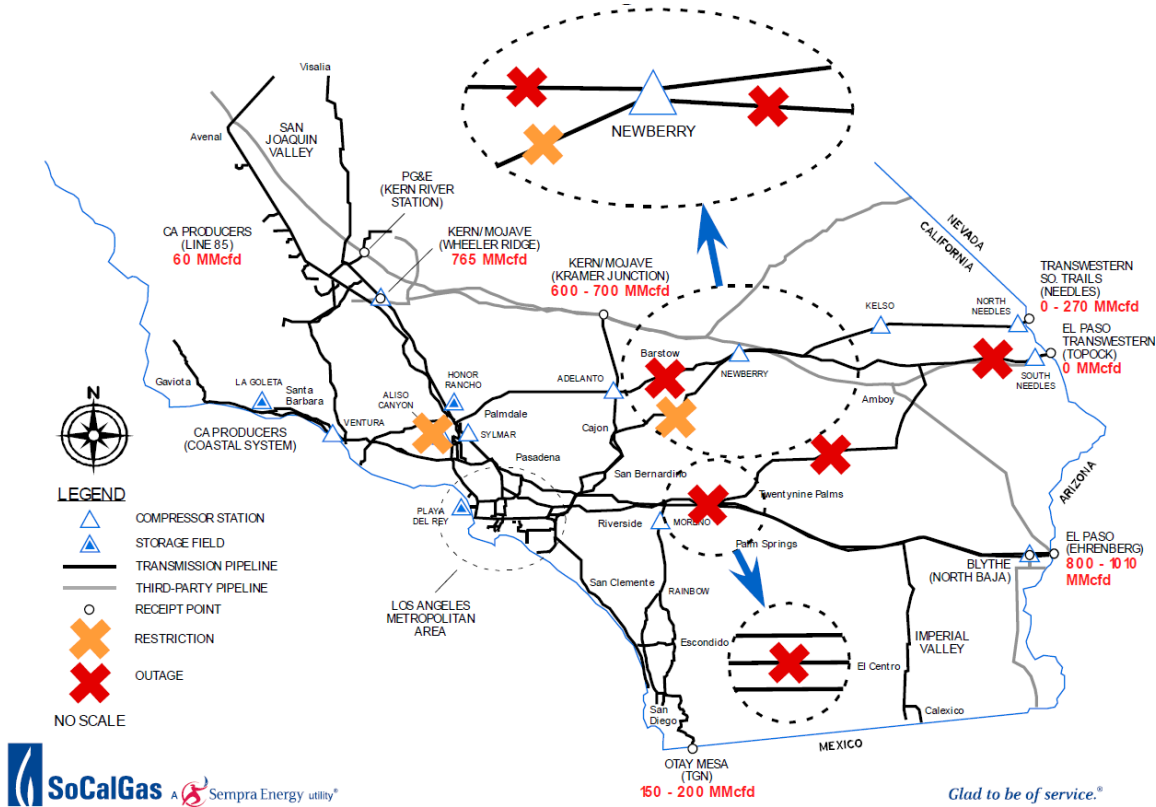 Visalia
Avenal
SAN
JOAQUIN
VALLEY
NEWBERRY
PG&E
(KERN RIVER
STATION)
CA PRODUCERS
(LINE 85)
60 MMcfd
KERN/MOJAVE
(WHEELER RIDGE)
765 MMcfd
KERN/MOJAVE
(KRAMER JUNCTION)
600 - 700 MMcfd
NEVADA
CALIFORNIA
TRANSWESTERN
SO. TRAILS
(NEEDLES)
0 - 270 MMcfd
KELSO
NORTH
NEEDLES
EL PASO
TRANSWESTERN
(TOPOCK)
0 MMcfd
SOUTH
NEEDLES
Barstow
NEWBERRY
ADELANTO
Amboy
Gaviota
LA GOLETA
Santa
Barbara
ALISO
CANYON
HONOR
RANCHO
Palmdale
Cajon
CA PRODUCERS
(COASTAL SYSTEM)
VENTURA
SYLMAR
Pasadena
San Bernardino
Twentynine Palms
ARIZONA
N
LEGEND
COMPRESSOR STATION
STORAGE FIELD
TRANSMISSION PIPELINE
THIRD-PARTY PIPELINE
RECEIPT POINT
RESTRICTION
OUTAGE
NO SCALE
PLAYA
DEL REY
Riverside
MORENO
Palm Springs
BLYTHE
(NORTH BAJA)
EL PASO
(EHRENBERG)
800 - 1010
MMcfd
LOS ANGELES
METROPOLITAN
AREA
San Clemente
RAINBOW
Escondido
El Centro
IMPERIAL
VALLEY
San
Diego
Calexico
MEXICO
OTAY MESA
(TGN)
150 - 200 MMcfd
SoCalGas
A Sempra Energy utility®
Glad to be of service.®